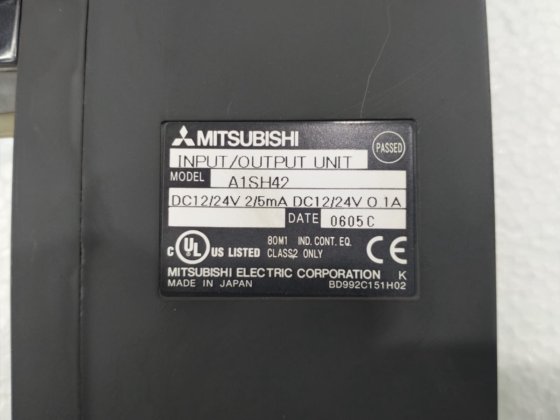 MITSUBISHI
PASSED
INPUT/OUTPUT UNIT
MODEL A1SH42
DC12/24V 2/5mA DC12/24V 0.1A
DATE 0605C
C UL US LISTED 80M1 IND. CONT. EQ. CLASS2 ONLY CE
MITSUBISHI ELECTRIC CORPORATION K
MADE IN JAPAN BD992C151H02